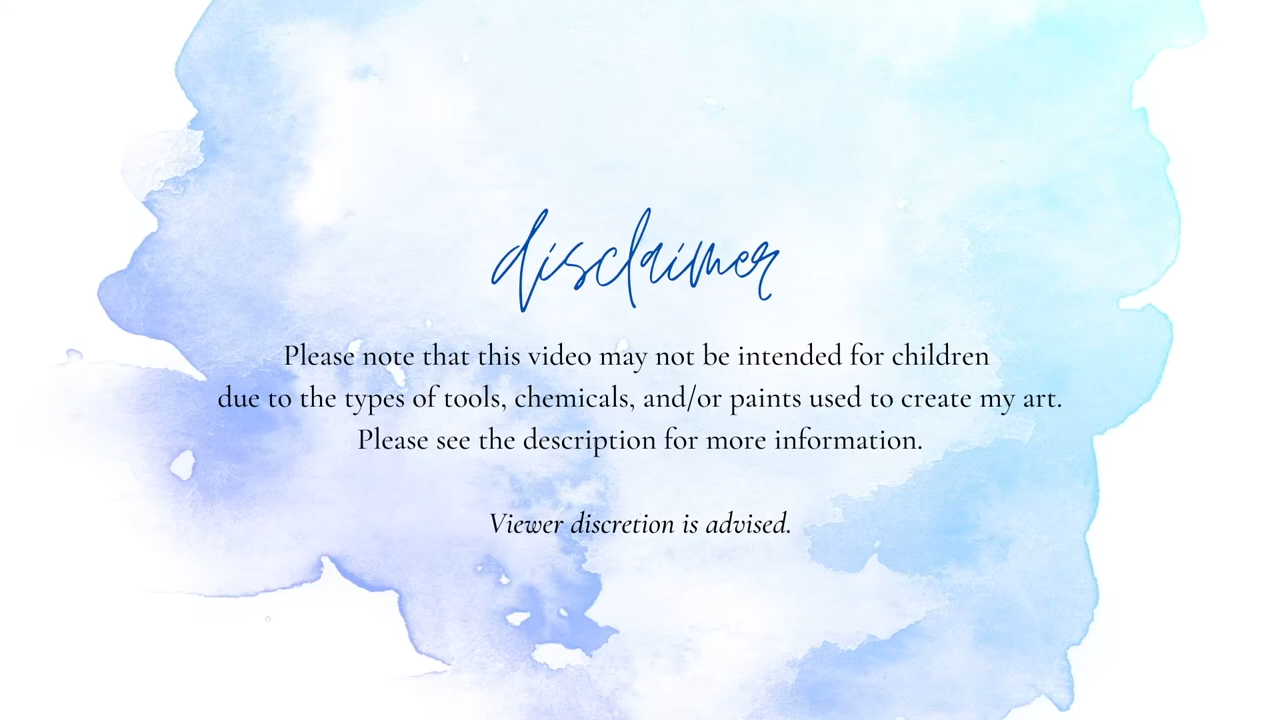 disclaimer
Please note that this video may not be intended for children
due to the types of tools, chemicals, and/or paints used to create my art.
Please see the description for more information.
Viewer discretion is advised.